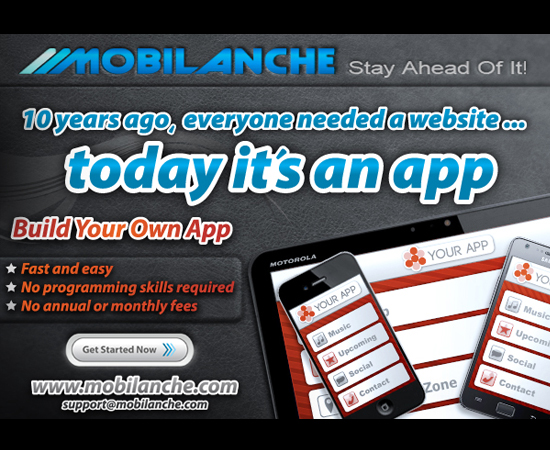 MOBILANCHE Stay Ahead Of It!
10 years ago, everyone needed a website ...
today it's an app
Build Your Own App
Fast and easy
No programming skills required
No annual or monthly fees
Get Started Now
www.mobilanche.com
support@mobilanche.com
MOTOROLA
YOUR APP
Zone
YOUR APP
Music
Upcoming
Social
Contact
Music
Upcoming
Social
Contact